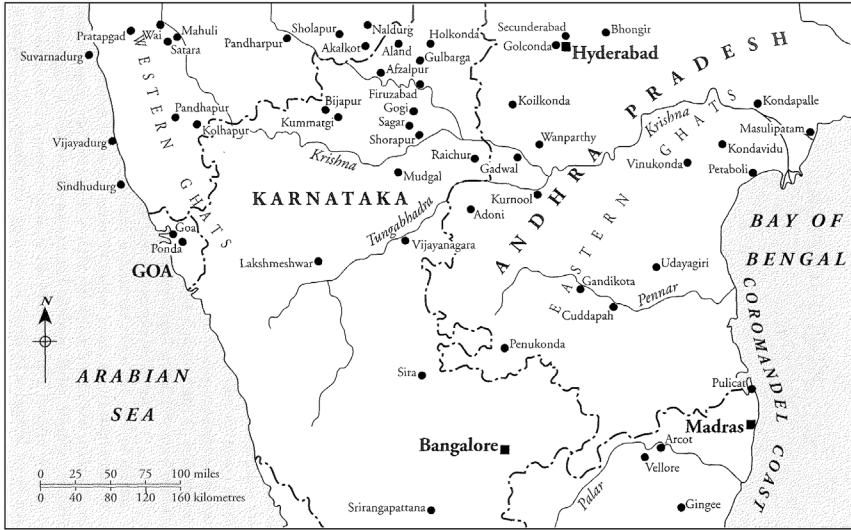 Pratapgad
Wai
Mahuli
Satara
Suvarnadurg
Pandharpur
Sholapur
Akalkot
Naldurg
Aland
Holkonda
Gulbarga
Afzalpur
Firuzabad
Secunderabad
Golconda
Hyderabad
Bhongir
WESTERN GHATS
Pandhapur
Kolhapur
Bijapur
Kummatgi
Gogi
Sagar
Shorapur
Koilkonda
Wanparthy
Krishna
Kondapalle
Masulipatam
Kondavidu
Vinukonda
Petaboli
Vijayadurg
Sindhudurg
Krishna
Raichur
Gadwal
Mudgal
KARNATAKA
ANDHRA PRADESH
EASTERN GHATS
Kurnool
Adoni
Tungabhadra
Vijayanagara
Goa
Ponda
GOA
Lakshmeshwar
Udayagiri
Gandikota
Pennar
Cuddapah
BAY OF
BENGAL
COROMANDEL COAST
N
ARABIAN
SEA
Penukonda
Sira
Pulicat
Madras
Bangalore
Arcot
Vellore
Palar
Gingee
Srirangapattana
0 25 50 75 100 miles
0 40 80 120 160 kilometres